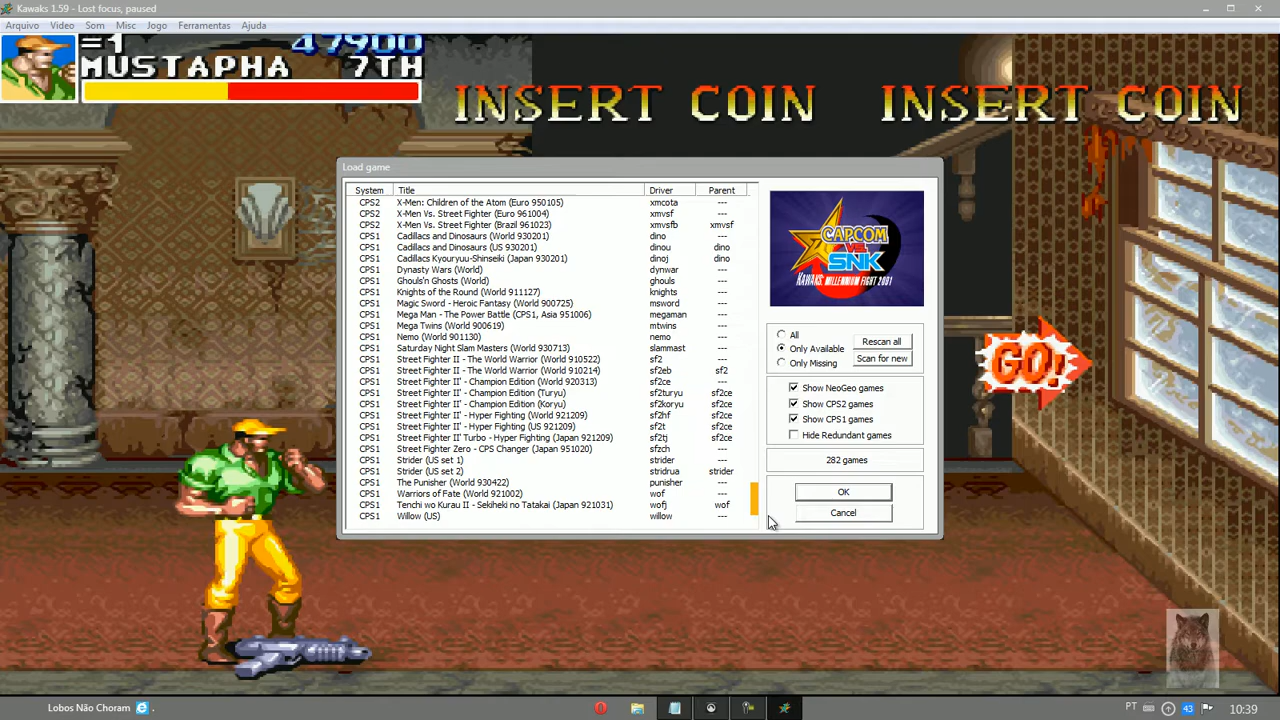 Kawaks 1.59 - Lost focus, paused
Arquivo Video Som Misc Jogo Ferramentas Ajuda
=1 47900
MUSTAPHA 7TH
INSERT COIN INSERT COIN
Load game
System Title Driver Parent
CPS2 X-Men: Children of the Atom (Euro 950105) xmcota ---
CPS2 X-Men Vs. Street Fighter (Euro 961004) xmvsf ---
CPS2 X-Men Vs. Street Fighter (Brazil 961023) xmvsfb xmvsf
CPS1 Cadillacs and Dinosaurs (World 930201) dino ---
CPS1 Cadillacs and Dinosaurs (US 930201) dinou dino
CPS1 Cadillacs Kyouryuu-Shinseiki (Japan 930201) dinoj dino
CPS1 Dynasty Wars (World) dynwar ---
CPS1 Ghouls'n Ghosts (World) ghouls ---
CPS1 Knights of the Round (World 911127) knights ---
CPS1 Magic Sword - Heroic Fantasy (World 900725) msword ---
CPS1 Mega Man - The Power Battle (CPS1, Asia 951006) megaman ---
CPS1 Mega Twins (World 900619) mtwins ---
CPS1 Nemo (World 901130) nemo ---
CPS1 Saturday Night Slam Masters (World 930713) slammast ---
CPS1 Street Fighter II - The World Warrior (World 910522) sf2 ---
CPS1 Street Fighter II - The World Warrior (World 910214) sf2eb sf2
CPS1 Street Fighter II' - Champion Edition (World 920313) sf2ce ---
CPS1 Street Fighter II' - Champion Edition (Turyu) sf2turyu sf2ce
CPS1 Street Fighter II' - Champion Edition (Koryu) sf2koryu sf2ce
CPS1 Street Fighter II' - Hyper Fighting (World 921209) sf2hf sf2ce
CPS1 Street Fighter II' - Hyper Fighting (US 921209) sf2t sf2ce
CPS1 Street Fighter II' Turbo - Hyper Fighting (Japan 921209) sf2tj sf2ce
CPS1 Street Fighter Zero - CPS Changer (Japan 951020) sfzch ---
CPS1 Strider (US set 1) strider ---
CPS1 Strider (US set 2) stridrua strider
CPS1 The Punisher (World 930422) punisher ---
CPS1 Warriors of Fate (World 921002) wof ---
CPS1 Tenchi wo Kurau II - Sekiheki no Tatakai (Japan 921031) wofj wof
CPS1 Willow (US) willow ---
CAPCOM
VS.
SNK
KAWAKS: MILLENNIUM FIGHT 2001
All
Only Available
Only Missing
Rescan all
Scan for new
Show NeoGeo games
Show CPS2 games
Show CPS1 games
Hide Redundant games
282 games
OK
Cancel
GO!
Lobos Não Choram
PT 43 10:39